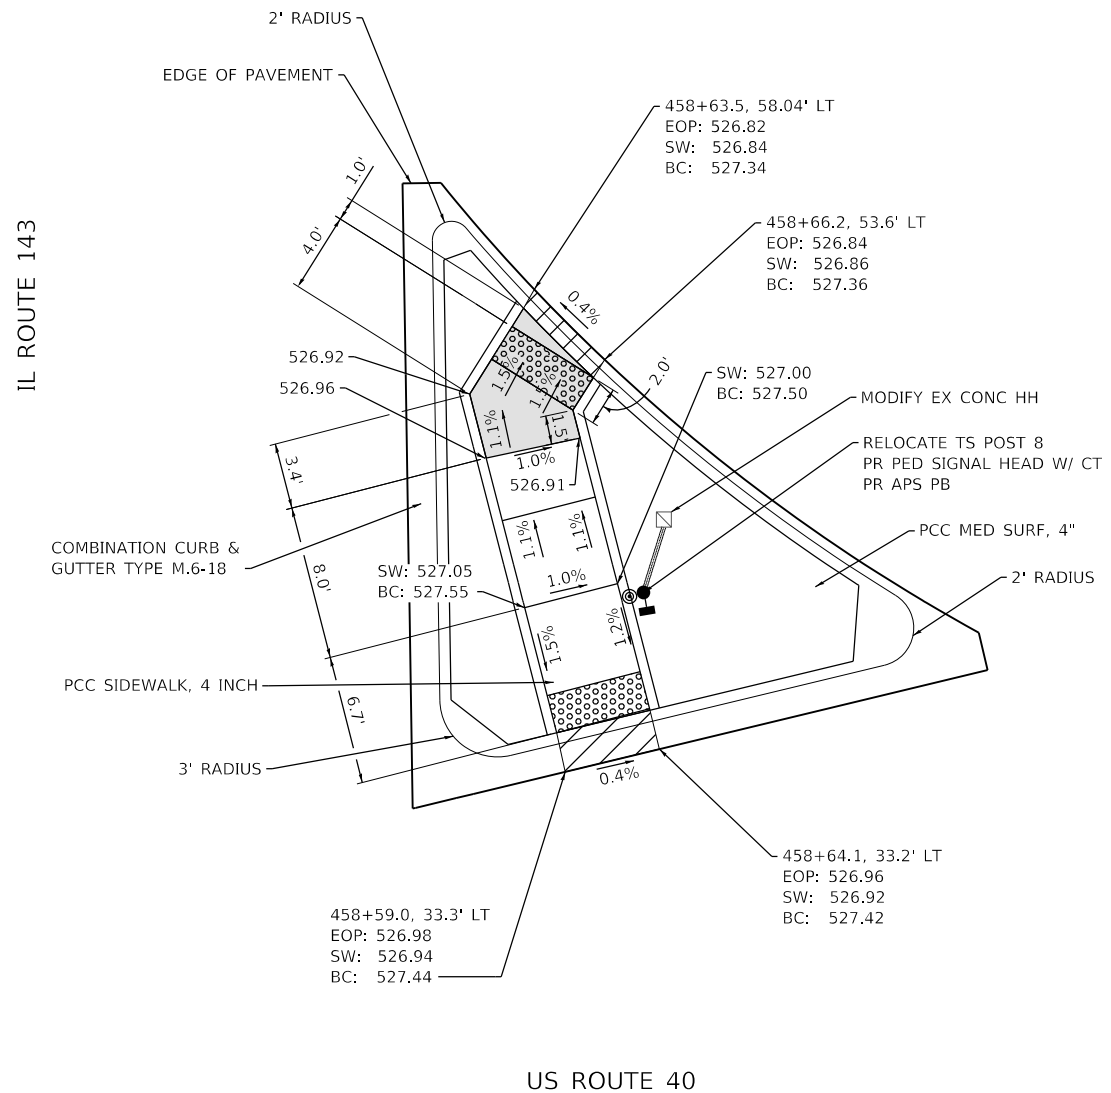 2' RADIUS
EDGE OF PAVEMENT
458+63.5, 58.04' LT
EOP: 526.82
SW: 526.84
BC: 527.34
1.0'
4.0'
IL ROUTE 143
458+66.2, 53.6' LT
EOP: 526.84
SW: 526.86
BC: 527.36
0.4%
526.92
526.96
1.5%
1.5%
2.0'
SW: 527.00
BC: 527.50
MODIFY EX CONC HH
RELOCATE TS POST 8
PR PED SIGNAL HEAD W/ CT
PR APS PB
1.1%
1.5'
1.0%
526.91
3.4'
COMBINATION CURB &
GUTTER TYPE M.6-18
1.1%
1.1%
PCC MED SURF, 4"
8.0'
SW: 527.05
BC: 527.55
1.0%
2' RADIUS
1.2%
1.5%
PCC SIDEWALK, 4 INCH
6.7'
3' RADIUS
0.4%
458+64.1, 33.2' LT
EOP: 526.96
SW: 526.92
BC: 527.42
458+59.0, 33.3' LT
EOP: 526.98
SW: 526.94
BC: 527.44
US ROUTE 40